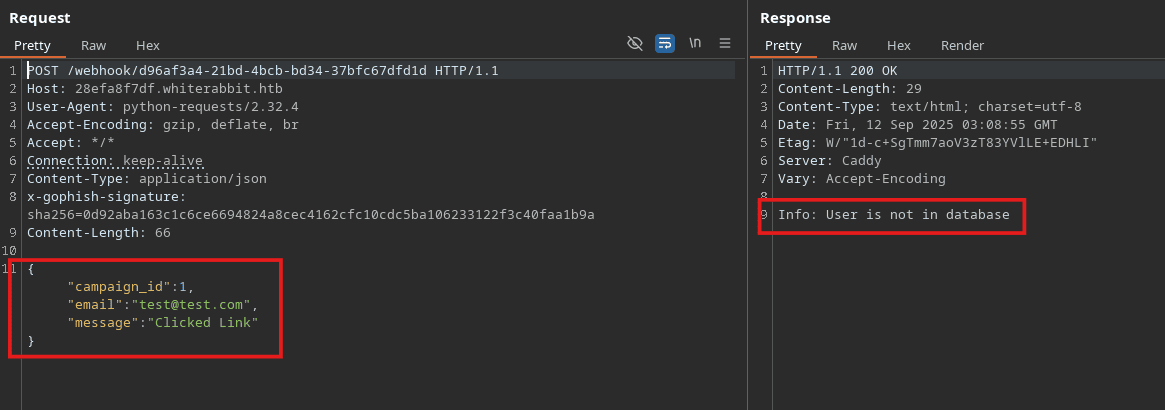 Request
Pretty Raw Hex
\n
1 POST /webhook/d96af3a4-21bd-4bcb-bd34-37bfc67dfd1d HTTP/1.1
2 Host: 28efa8f7df.whiterabbit.htb
3 User-Agent: python-requests/2.32.4
4 Accept-Encoding: gzip, deflate, br
5 Accept: */*
6 Connection: keep-alive
7 Content-Type: application/json
8 x-gophish-signature:
sha256=0d92aba163c1c6ce6694824a8cec4162cfc10cdc5ba106233122f3c40faa1b9a
9 Content-Length: 66
10
11 {
"campaign_id":1,
"email":"test@test.com",
"message":"Clicked Link"
}
Response
Pretty Raw Hex Render
1 HTTP/1.1 200 OK
2 Content-Length: 29
3 Content-Type: text/html; charset=utf-8
4 Date: Fri, 12 Sep 2025 03:08:55 GMT
5 Etag: W/"1d-c+SgTmm7aoV3zT83YVlLE+EDHLI"
6 Server: Caddy
7 Vary: Accept-Encoding
8
9 Info: User is not in database